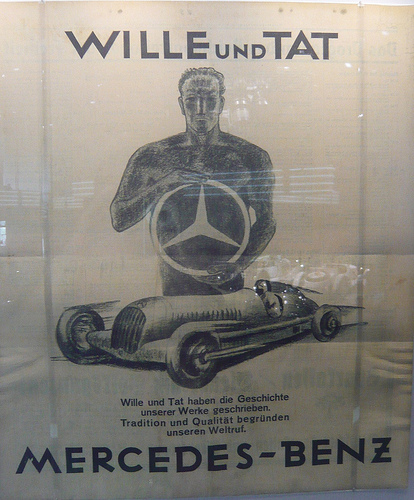 WILLE UND TAT
Wille und Tat haben die Geschichte
unserer Werke geschrieben.
Tradition und Qualität begründen
unseren Weltruf.
MERCEDES-BENZ